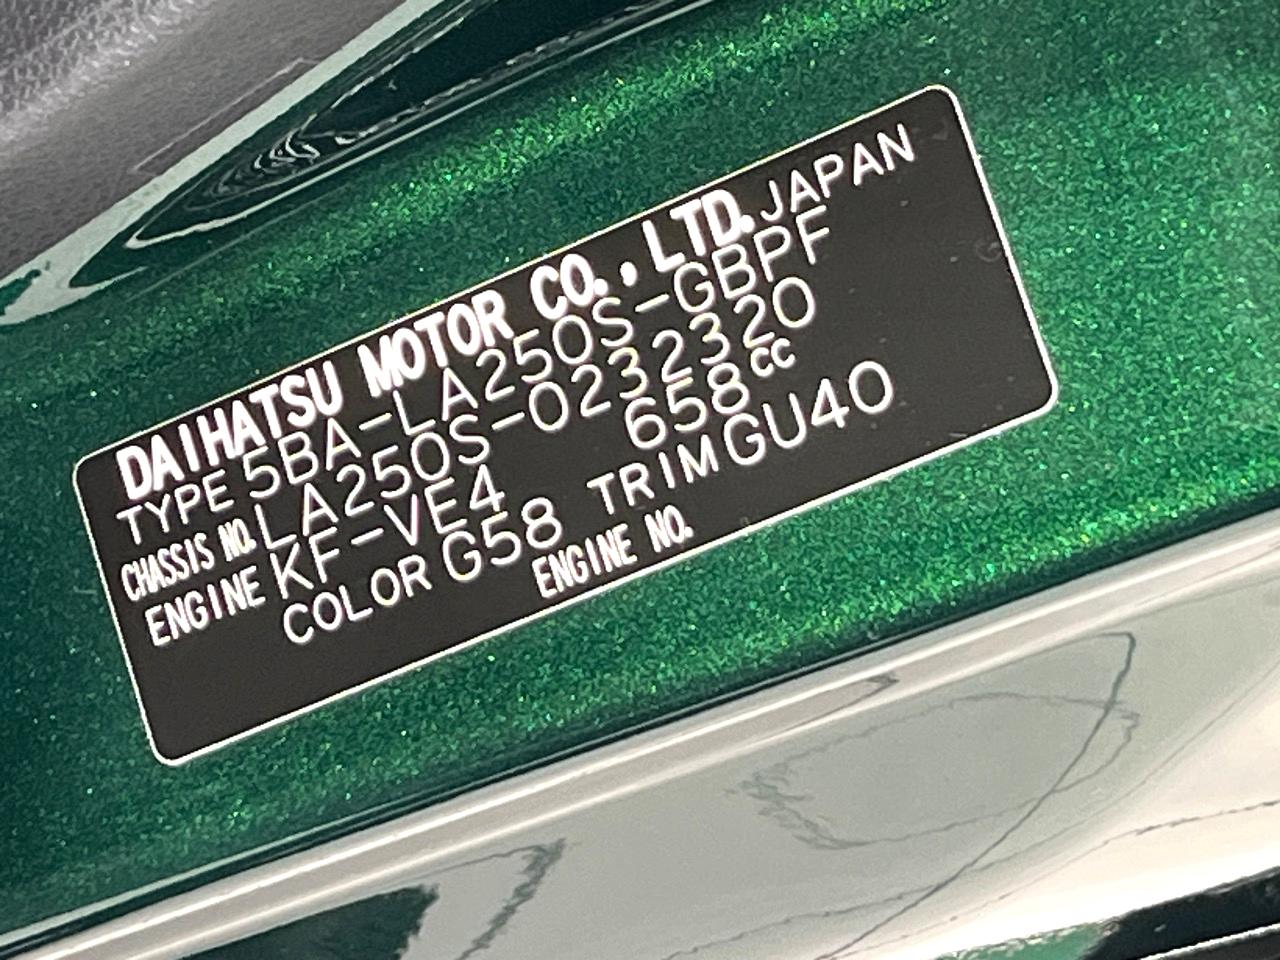 DAIHATSU MOTOR CO., LTD. JAPAN
TYPE 5BA-LA250S-GBPF
CHASSIS NO. LA250S-0232320
ENGINE KF-VE4 658cc
COLOR G58 TRIM GU40
ENGINE NO.